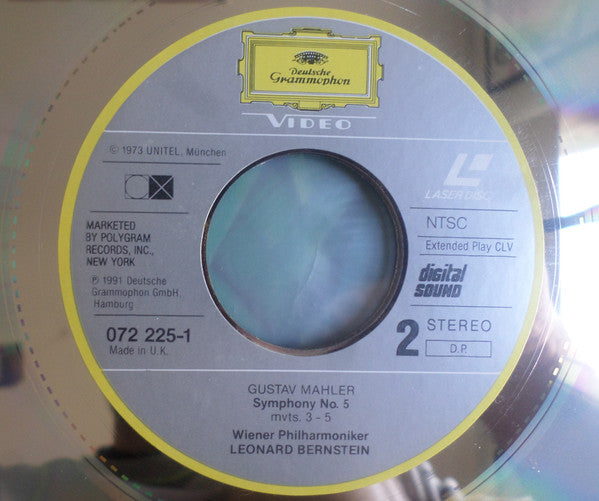 Deutsche
Grammophon
VIDEO
© 1973 UNITEL, München
LASER DISC
MARKETED
BY POLYGRAM
RECORDS, INC.,
NEW YORK
NTSC
Extended Play CLV
℗ 1991 Deutsche
Grammophon GmbH,
Hamburg
digital
SOUND
072 225-1
Made in U.K.
2 STEREO
D.P.
GUSTAV MAHLER
Symphony No. 5
mvts. 3 - 5
Wiener Philharmoniker
LEONARD BERNSTEIN